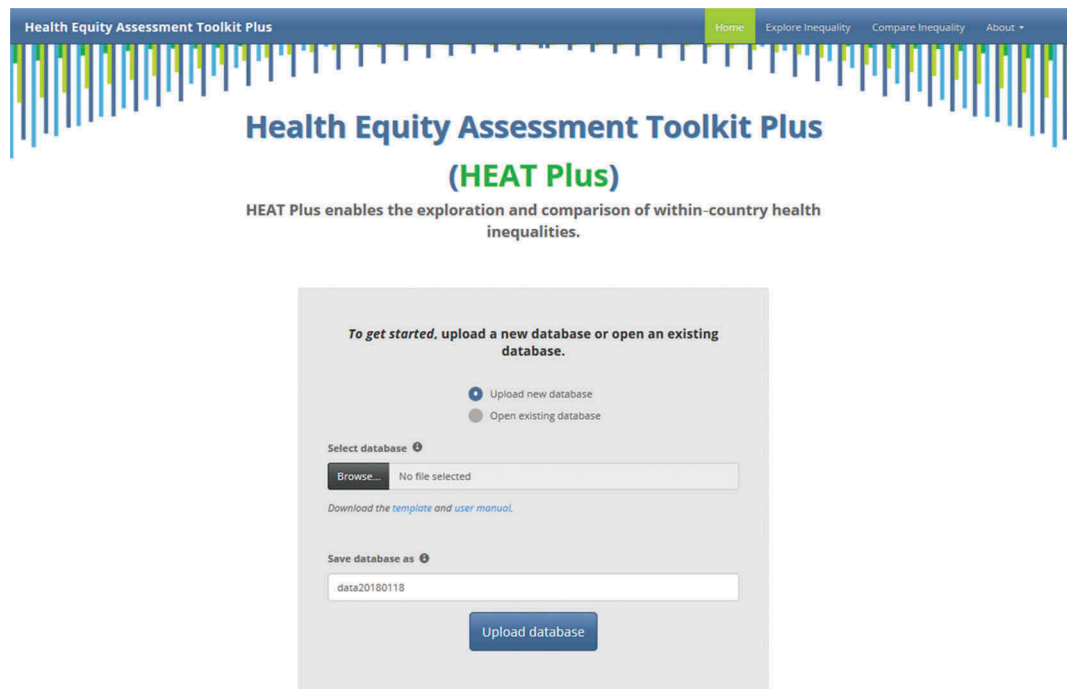 Health Equity Assessment Toolkit Plus
Home Explore Inequality Compare Inequality About
Health Equity Assessment Toolkit Plus
(HEAT Plus)
HEAT Plus enables the exploration and comparison of within-country health
inequalities.
To get started, upload a new database or open an existing
database.
Upload new database
Open existing database
Select database
Browse... No file selected
Download the template and user manual.
Save database as
data20180118
Upload database